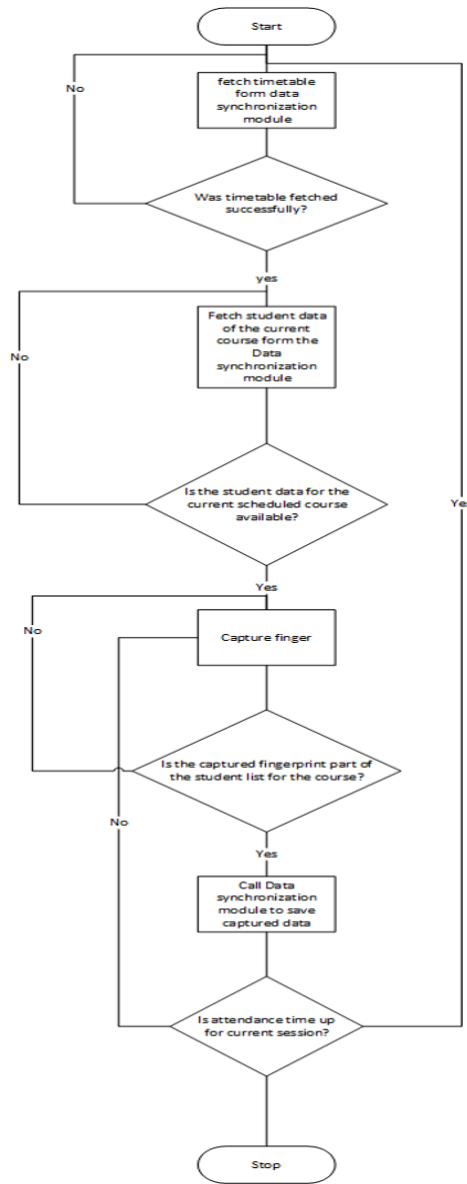 Start
No
fetch timetable
form data
synchronization
module
Was timetable fetched
successfully?
yes
Fetch student data
of the current
course form the
Data
synchronization
module
No
Is the student data for the
current scheduled course
available?
Yes
Yes
No
Capture finger
Is the captured fingerprint part of
the student list for the course?
No
Yes
Call Data
synchronization
module to save
captured data
Is attendance time up
for current session?
Stop